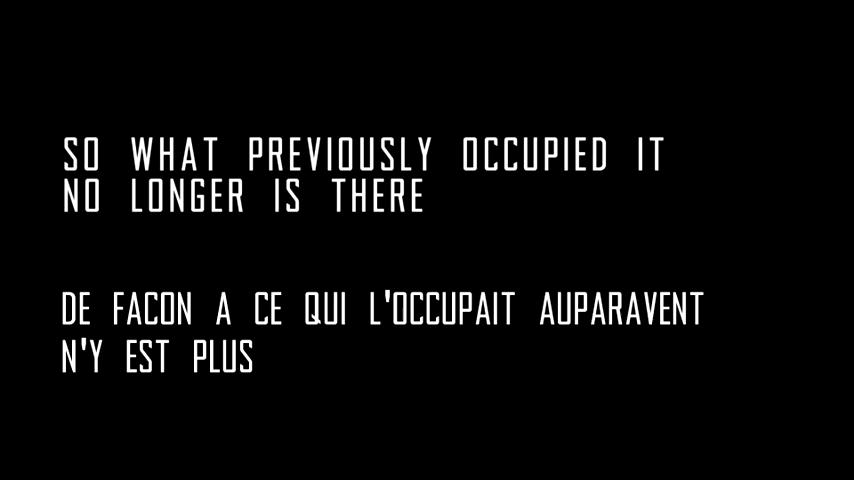 SO WHAT PREVIOUSLY OCCUPIED IT
NO LONGER IS THERE
DE FACON A CE QUI L'OCCUPAIT AUPARAVENT
N'Y EST PLUS